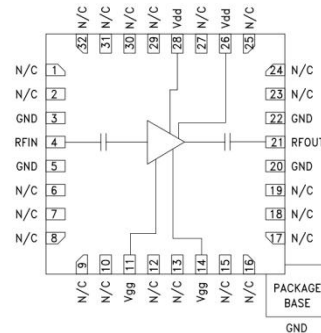 N/C N/C N/C N/C Vdd N/C Vdd N/C
32 31 30 29 28 27 26 25
N/C 1 24 N/C
N/C 2 23 N/C
GND 3 22 GND
RFIN 4 21 RFOUT
GND 5 20 GND
N/C 6 19 N/C
N/C 7 18 N/C
N/C 8 17 N/C
9 10 11 12 13 14 15 16
N/C N/C Vgg N/C N/C Vgg N/C N/C
PACKAGE
BASE
GND